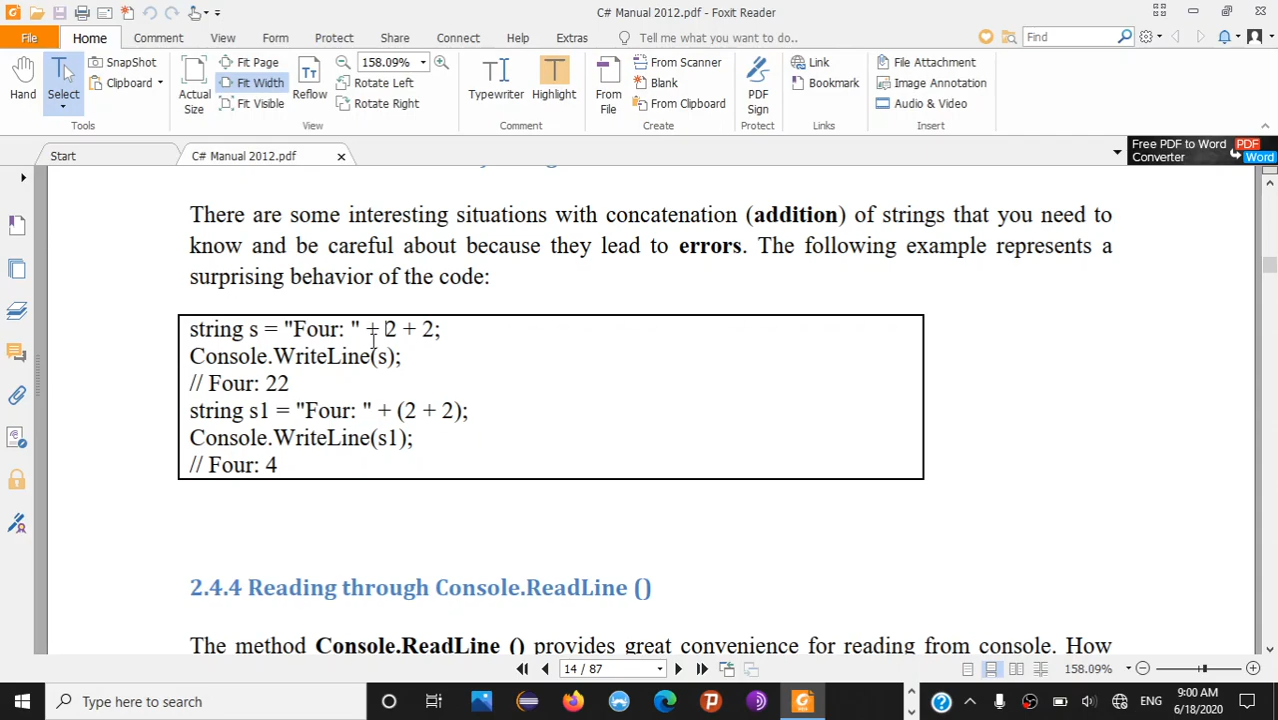 C# Manual 2012.pdf - Foxit Reader
File Home Comment View Form Protect Share Connect Help Extras Tell me what you want to do.. Find
Hand
Select
SnapShot
Clipboard
Actual Size
Fit Page
Fit Width
Fit Visible
Reflow
158.09%
Rotate Left
Rotate Right
Typewriter
Highlight
From File
From Scanner
Blank
From Clipboard
PDF Sign
Link
Bookmark
File Attachment
Image Annotation
Audio & Video
Tools View Comment Create Protect Links Insert
Start C# Manual 2012.pdf
Free PDF to Word Converter
PDF
Word
There are some interesting situations with concatenation (addition) of strings that you need to
know and be careful about because they lead to errors. The following example represents a
surprising behavior of the code:
string s = "Four: " + 2 + 2;
Console.WriteLine(s);
// Four: 22
string s1 = "Four: " + (2 + 2);
Console.WriteLine(s1);
// Four: 4
2.4.4 Reading through Console.ReadLine ()
The method Console.ReadLine () provides great convenience for reading from console. How
14 / 87 158.09%
Type here to search
ENG
9:00 AM
6/18/2020